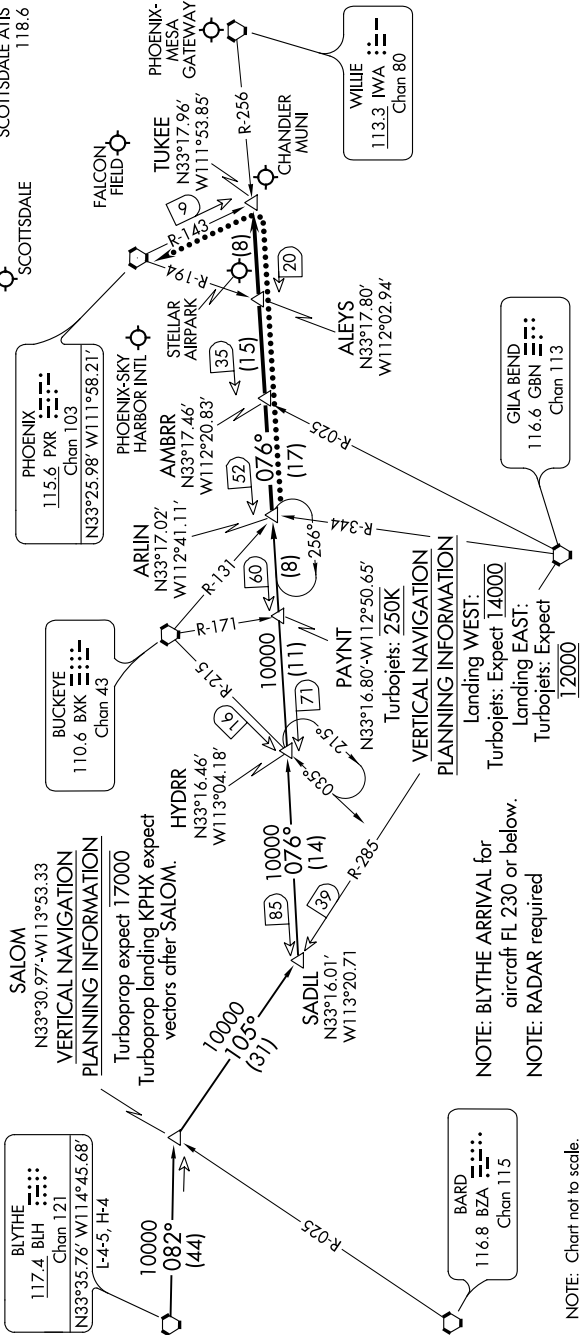 SCOTTSDALE ATIS
118.6
SCOTTSDALE
FALCON
FIELD
PHOENIX-
MESA
GATEWAY
TUKEE
N33°17.96'
W111°53.85'
CHANDLER
MUNI
R-256
WILLIE
113.3 IWA
Chan 80
PHOENIX
115.6 PXR
Chan 103
N33°25.98' W111°58.21'
PHOENIX-SKY
HARBOR INTL
STELLAR
AIRPARK
R-143
9
R-194
(8)
20
ALEYS
N33°17.80'
W112°02.94'
35
(15)
AMBRR
N33°17.46'
W112°20.83'
076°
(17)
52
R-025
ARLIN
N33°17.02'
W112°41.11'
256°
R-344
GILA BEND
116.6 GBN
Chan 113
BUCKEYE
110.6 BXK
Chan 43
R-131
R-171
R-215
60
(8)
PAYNT
N33°16.80'-W112°50.65'
Turbojets: 250K
VERTICAL NAVIGATION
PLANNING INFORMATION
Landing WEST:
Turbojets: Expect 14000
Landing EAST:
Turbojets: Expect
12000
10000
(11)
16
71
HYDRR
N33°16.46'
W113°04.18'
215°
035°
10000
076°
(14)
85
39
R-285
SADLL
N33°16.01'
W113°20.71
SALOM
N33°30.97'-W113°53.33
VERTICAL NAVIGATION
PLANNING INFORMATION
Turboprop expect 17000
Turboprop landing KPHX expect
vectors after SALOM.
10000
105°
(31)
BLYTHE
117.4 BLH
Chan 121
N33°35.76' W114°45.68'
L-4-5, H-4
10000
082°
(44)
R-025
BARD
116.8 BZA
Chan 115
NOTE: BLYTHE ARRIVAL for
aircraft FL 230 or below.
NOTE: RADAR required
NOTE: Chart not to scale.